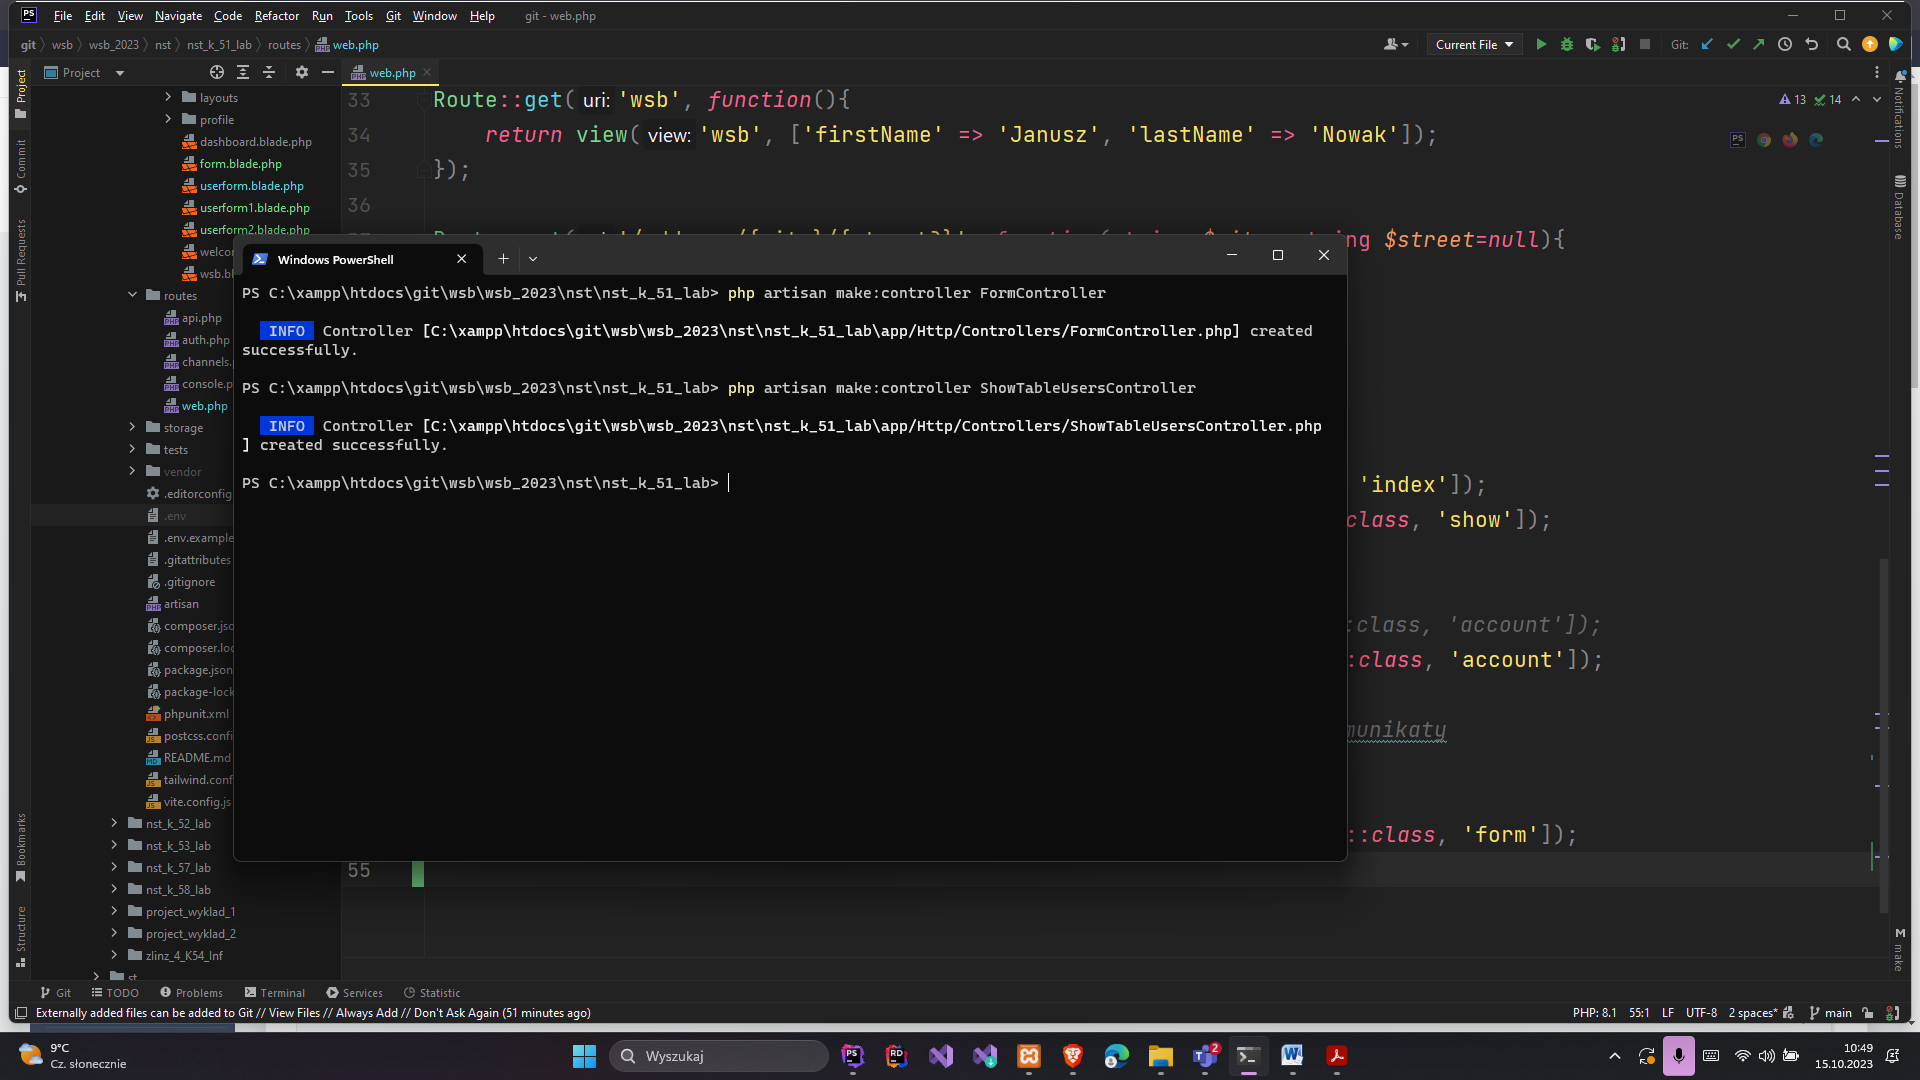 File Edit View Navigate Code Refactor Run Tools Git Window Help git - web.php
git wsb wsb_2023 nst nst_k_51_lab routes web.php
Current File
Git:
Project
web.php
layouts
profile
dashboard.blade.php
form.blade.php
userform.blade.php
userform1.blade.php
userform2.blade.php
welcon
wsb.bl
routes
api.php
auth.php
channels.
console.p
web.php
storage
tests
vendor
.editorconfig
.env
.env.example
.gitattributes
.gitignore
artisan
composer.jso
composer.loc
package.json
package-lock
phpunit.xml
postcss.confi
README.md
tailwind.conf
vite.config.js
nst_k_52_lab
nst_k_53_lab
nst_k_57_lab
nst_k_58_lab
project_wyklad_1
project_wyklad_2
zlinz_4_K54_Inf
st
Project
Commit
Pull Requests
Bookmarks
Structure
33 Route::get( uri: 'wsb', function(){
34 return view( view: 'wsb', ['firstName' => 'Janusz', 'lastName' => 'Nowak']);
35 });
36
$street=null){
13 14
Notifications
Database
make
Windows PowerShell
PS C:\xampp\htdocs\git\wsb\wsb_2023\nst\nst_k_51_lab> php artisan make:controller FormController
INFO Controller [C:\xampp\htdocs\git\wsb\wsb_2023\nst\nst_k_51_lab\app/Http/Controllers/FormController.php] created
successfully.
PS C:\xampp\htdocs\git\wsb\wsb_2023\nst\nst_k_51_lab> php artisan make:controller ShowTableUsersController
INFO Controller [C:\xampp\htdocs\git\wsb\wsb_2023\nst\nst_k_51_lab\app/Http/Controllers/ShowTableUsersController.php
] created successfully.
PS C:\xampp\htdocs\git\wsb\wsb_2023\nst\nst_k_51_lab>
'index']);
class, 'show']);
:class, 'account']);
:class, 'account']);
munikaty
::class, 'form']);
55
Git TODO Problems Terminal Services Statistic
Externally added files can be added to Git // View Files // Always Add // Don't Ask Again (51 minutes ago)
PHP: 8.1 55:1 LF UTF-8 2 spaces* main
9°C
Cz. słonecznie
Wyszukaj
2
10:49
15.10.2023